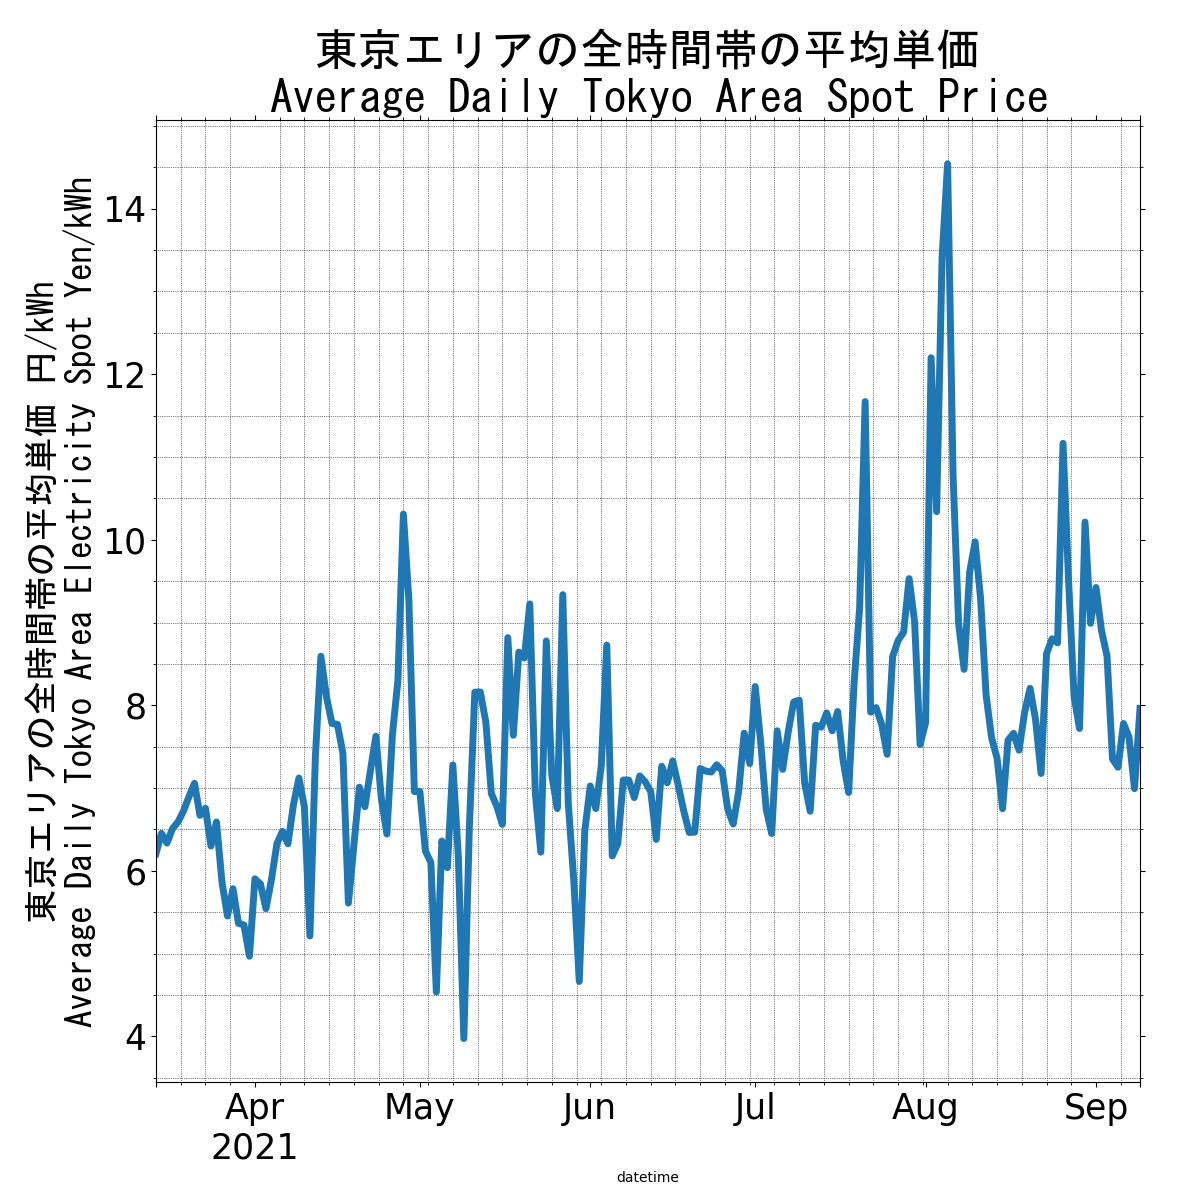 東京エリアの全時間帯の平均単価
Average Daily Tokyo Area Spot Price
東京エリアの全時間帯の平均単価 円/kWh
Average Daily Tokyo Area Electricity Spot Yen/kWh
14
12
10
8
6
4
Apr
May
Jun
Jul
Aug
Sep
2021
datetime